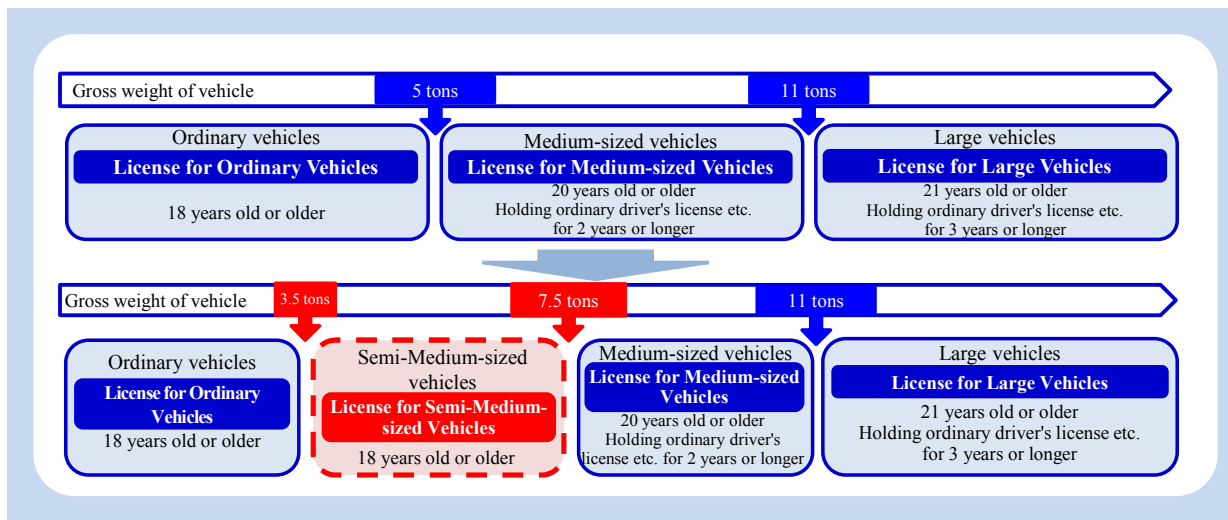 Gross weight of vehicle
5 tons
11 tons
Ordinary vehicles
License for Ordinary Vehicles
18 years old or older
Medium-sized vehicles
License for Medium-sized Vehicles
20 years old or older
Holding ordinary driver's license etc.
for 2 years or longer
Large vehicles
License for Large Vehicles
21 years old or older
Holding ordinary driver's license etc.
for 3 years or longer
Gross weight of vehicle
3.5 tons
7.5 tons
11 tons
Ordinary vehicles
License for Ordinary
Vehicles
18 years old or older
Semi-Medium-sized
vehicles
License for Semi-Medium-
sized Vehicles
18 years old or older
Medium-sized vehicles
License for Medium-sized
Vehicles
20 years old or older
Holding ordinary driver's
license etc. for 2 years or longer
Large vehicles
License for Large Vehicles
21 years old or older
Holding ordinary driver's license etc.
for 3 years or longer